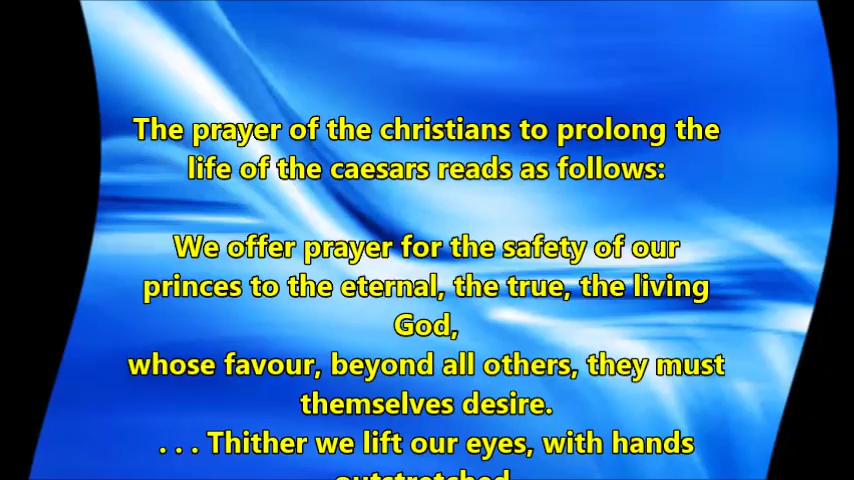 The prayer of the christians to prolong the
life of the caesars reads as follows:
We offer prayer for the safety of our
princes to the eternal, the true, the living
God,
whose favour, beyond all others, they must
themselves desire.
. . . Thither we lift our eyes, with hands
outstretched